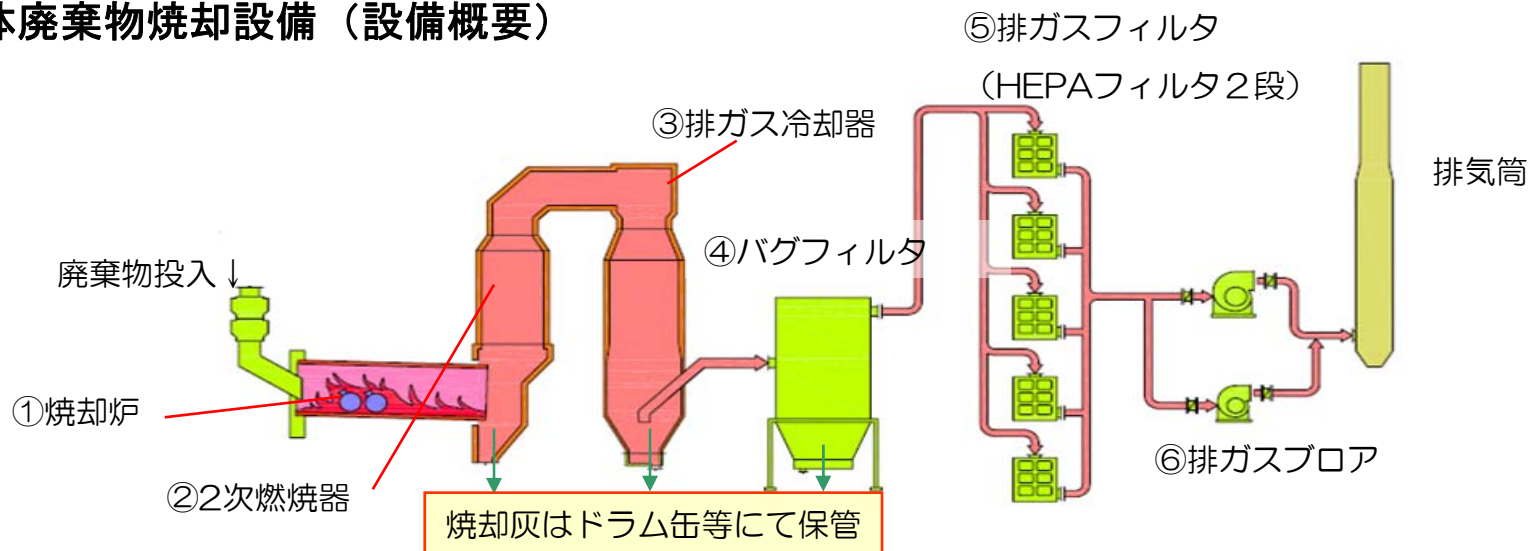 体廃棄物焼却設備（設備概要）
⑤排ガスフィルタ
（HEPAフィルタ２段）
③排ガス冷却器
排気筒
④バグフィルタ
廃棄物投入↓
①焼却炉
⑥排ガスブロア
②2次燃焼器
焼却灰はドラム缶等にて保管